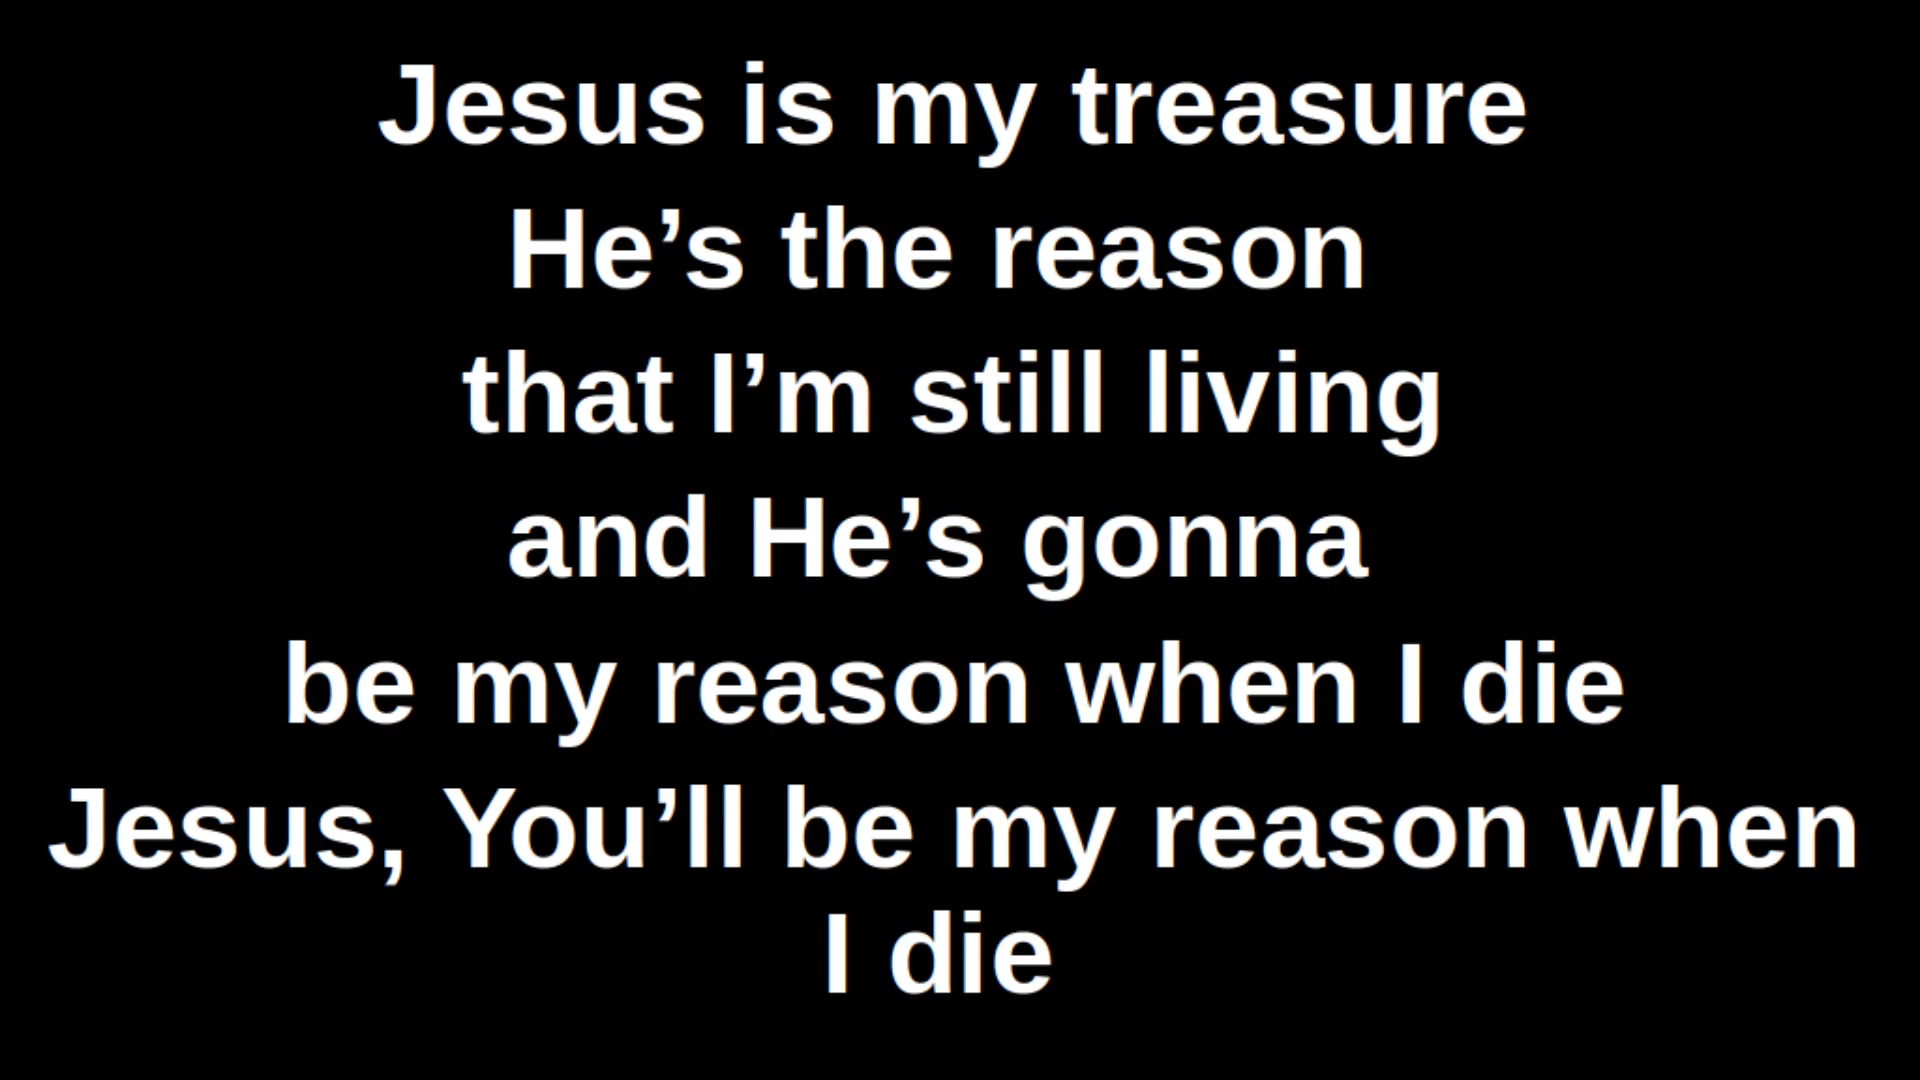 Jesus is my treasure
He’s the reason
that I’m still living
and He’s gonna
be my reason when I die
Jesus, You’ll be my reason when
I die